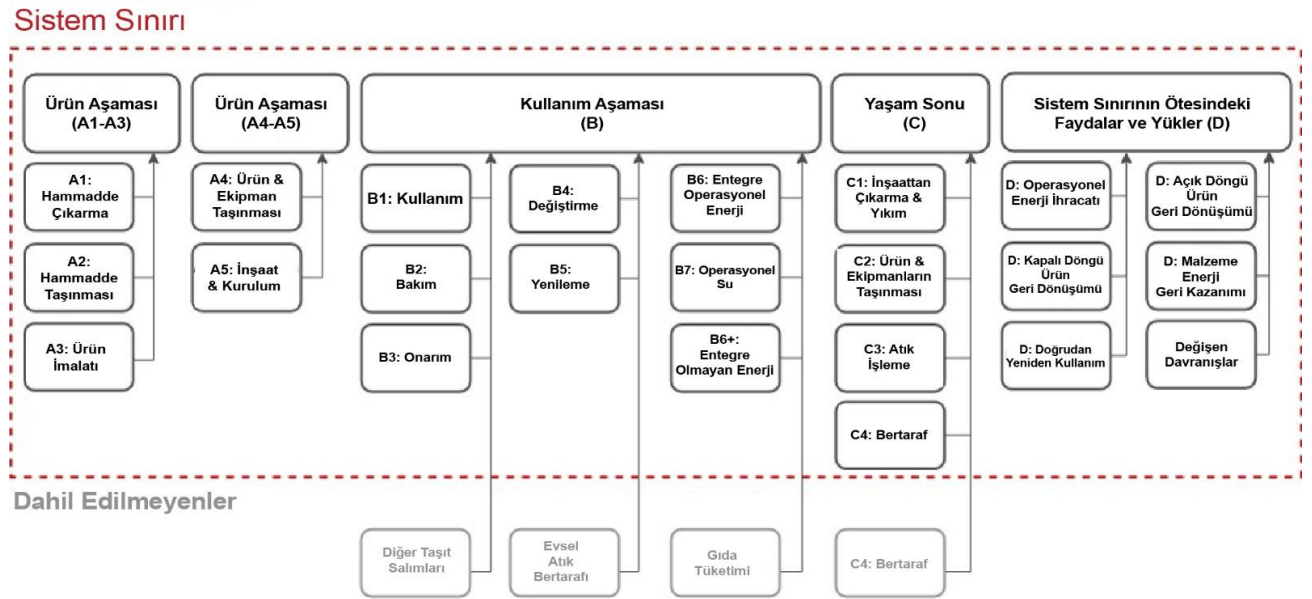 Sistem Sınırı
Ürün Aşaması
(A1-A3)
A1:
Hammadde
Çıkarma
A2:
Hammadde
Taşınması
A3: Ürün
İmalatı
Ürün Aşaması
(A4-A5)
A4: Ürün &
Ekipman
Taşınması
A5: İnşaat
& Kurulum
Kullanım Aşaması
(B)
B1: Kullanım
B2:
Bakım
B3: Onarım
B4:
Değiştirme
B5:
Yenileme
B6: Entegre
Operasyonel
Enerji
B7: Operasyonel
Su
B6+:
Entegre
Olmayan Enerji
Yaşam Sonu
(C)
C1: İnşaattan
Çıkarma &
Yıkım
C2: Ürün &
Ekipmanların
Taşınması
C3: Atık
İşleme
C4: Bertaraf
Sistem Sınırının Ötesindeki
Faydalar ve Yükler (D)
D: Operasyonel
Enerji İhracatı
D: Kapalı Döngü
Ürün
Geri Dönüşümü
D: Doğrudan
Yeniden Kullanım
D: Açık Döngü
Ürün
Geri Dönüşümü
D: Malzeme
Enerji
Geri Kazanımı
Değişen
Davranışlar
Dahil Edilmeyenler
Diğer Taşıt
Salımları
Evsel
Atık
Bertarafı
Gıda
Tüketimi
C4: Bertaraf